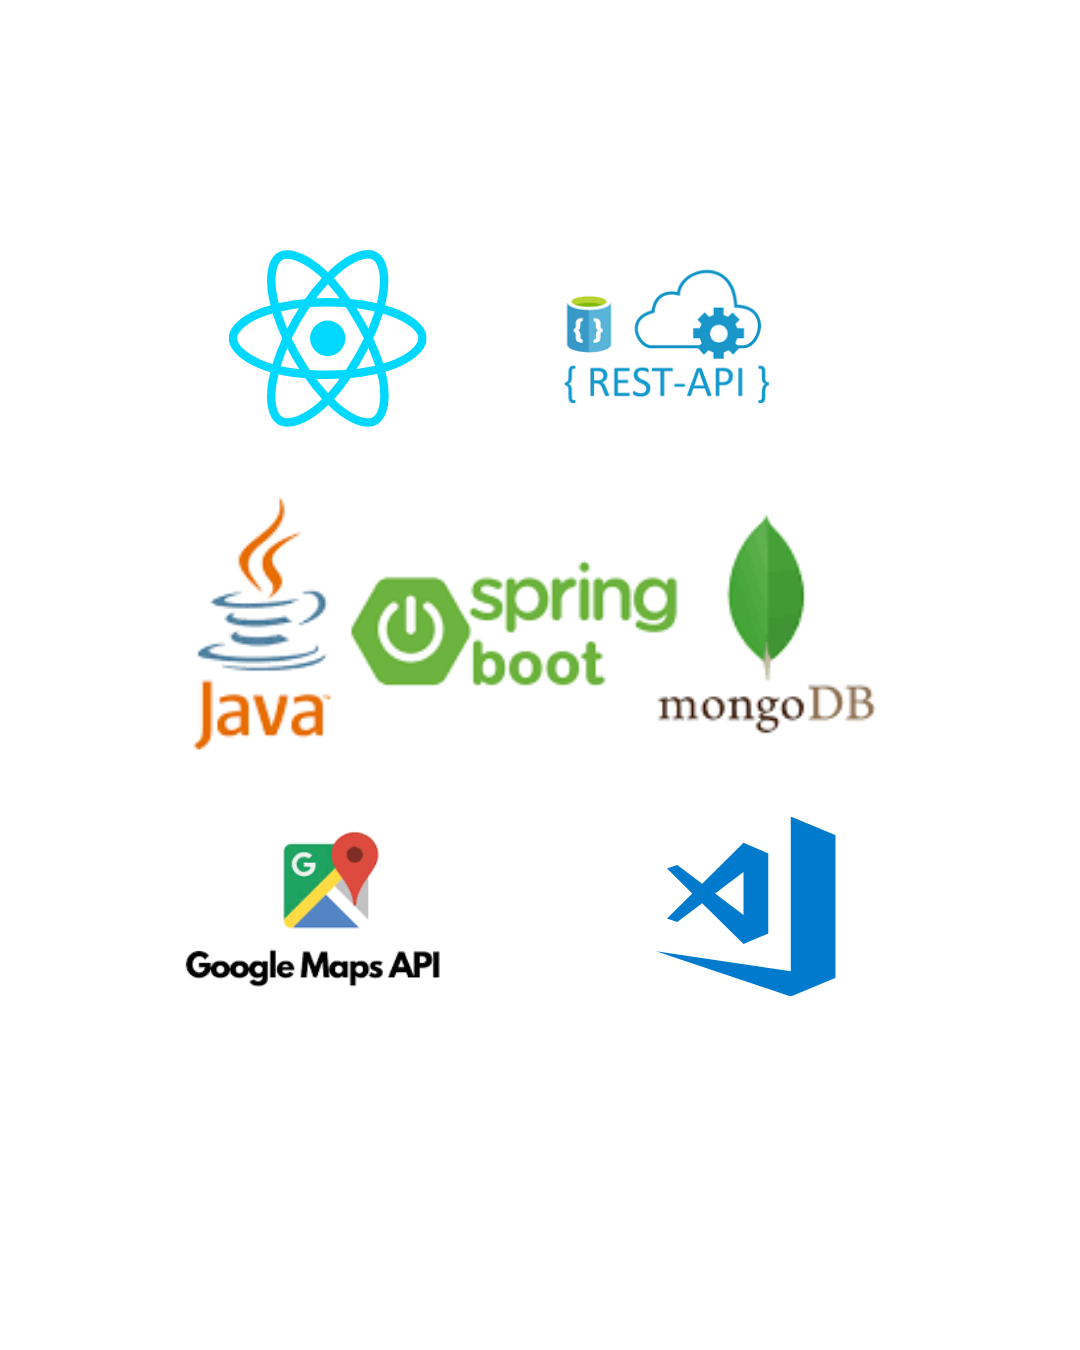 { REST-API }
Java
spring
boot
mongoDB
G
Google Maps API